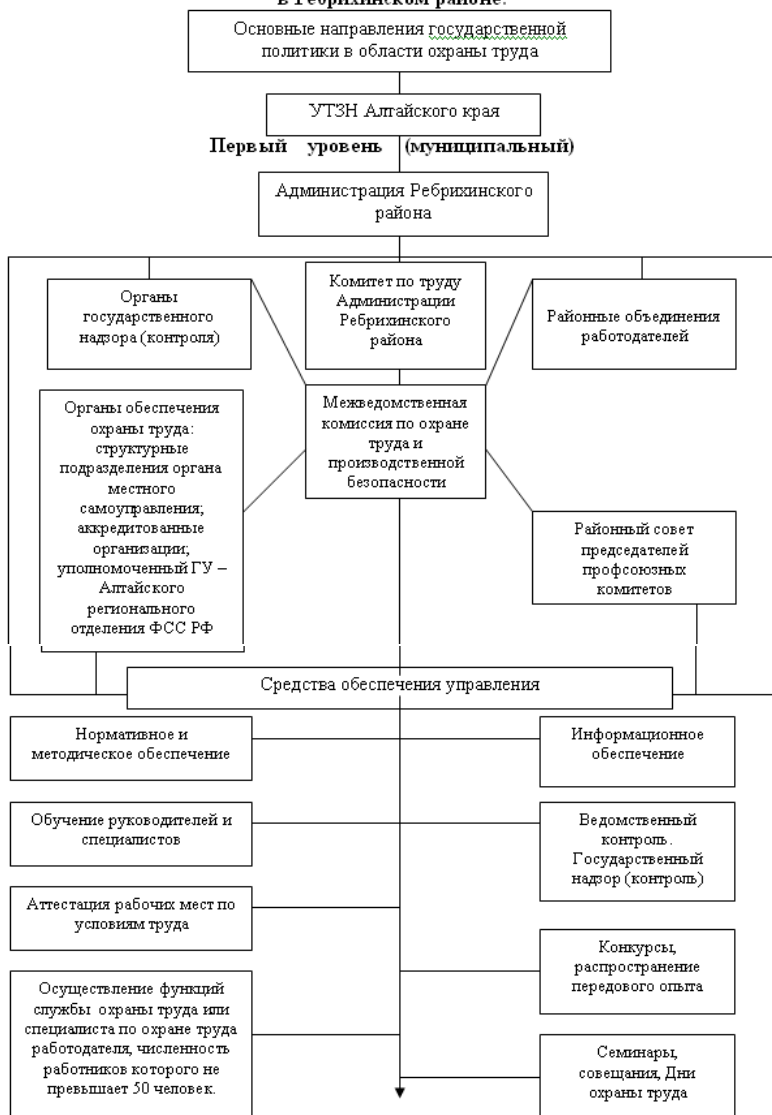 в Ребрихинском районе.
Основные направления государственной
политики в области охраны труда
УТЗН Алтайского края
Первый уровень (муниципальный)
Администрация Ребрихинского
района
Органы
государственного
надзора (контроля)
Комитет по труду
Администрации
Ребрихинского
района
Районные объединения
работодателей
Органы обеспечения
охраны труда:
структурные
подразделения органа
местного
самоуправления;
аккредитованные
организации;
уполномоченный ГУ –
Алтайского
регионального
отделения ФСС РФ
Межведомственная
комиссия по охране
труда и
производственной
безопасности
Районный совет
председателей
профсоюзных
комитетов
Средства обеспечения управления
Нормативное и
методическое обеспечение
Информационное
обеспечение
Обучение руководителей и
специалистов
Ведомственный
контроль.
Государственный
надзор (контроль)
Аттестация рабочих мест по
условиям труда
Конкурсы,
распространение
передового опыта
Осуществление функций
службы охраны труда или
специалиста по охране труда
работодателя, численность
работников которого не
превышает 50 человек.
Семинары,
совещания, Дни
охраны труда